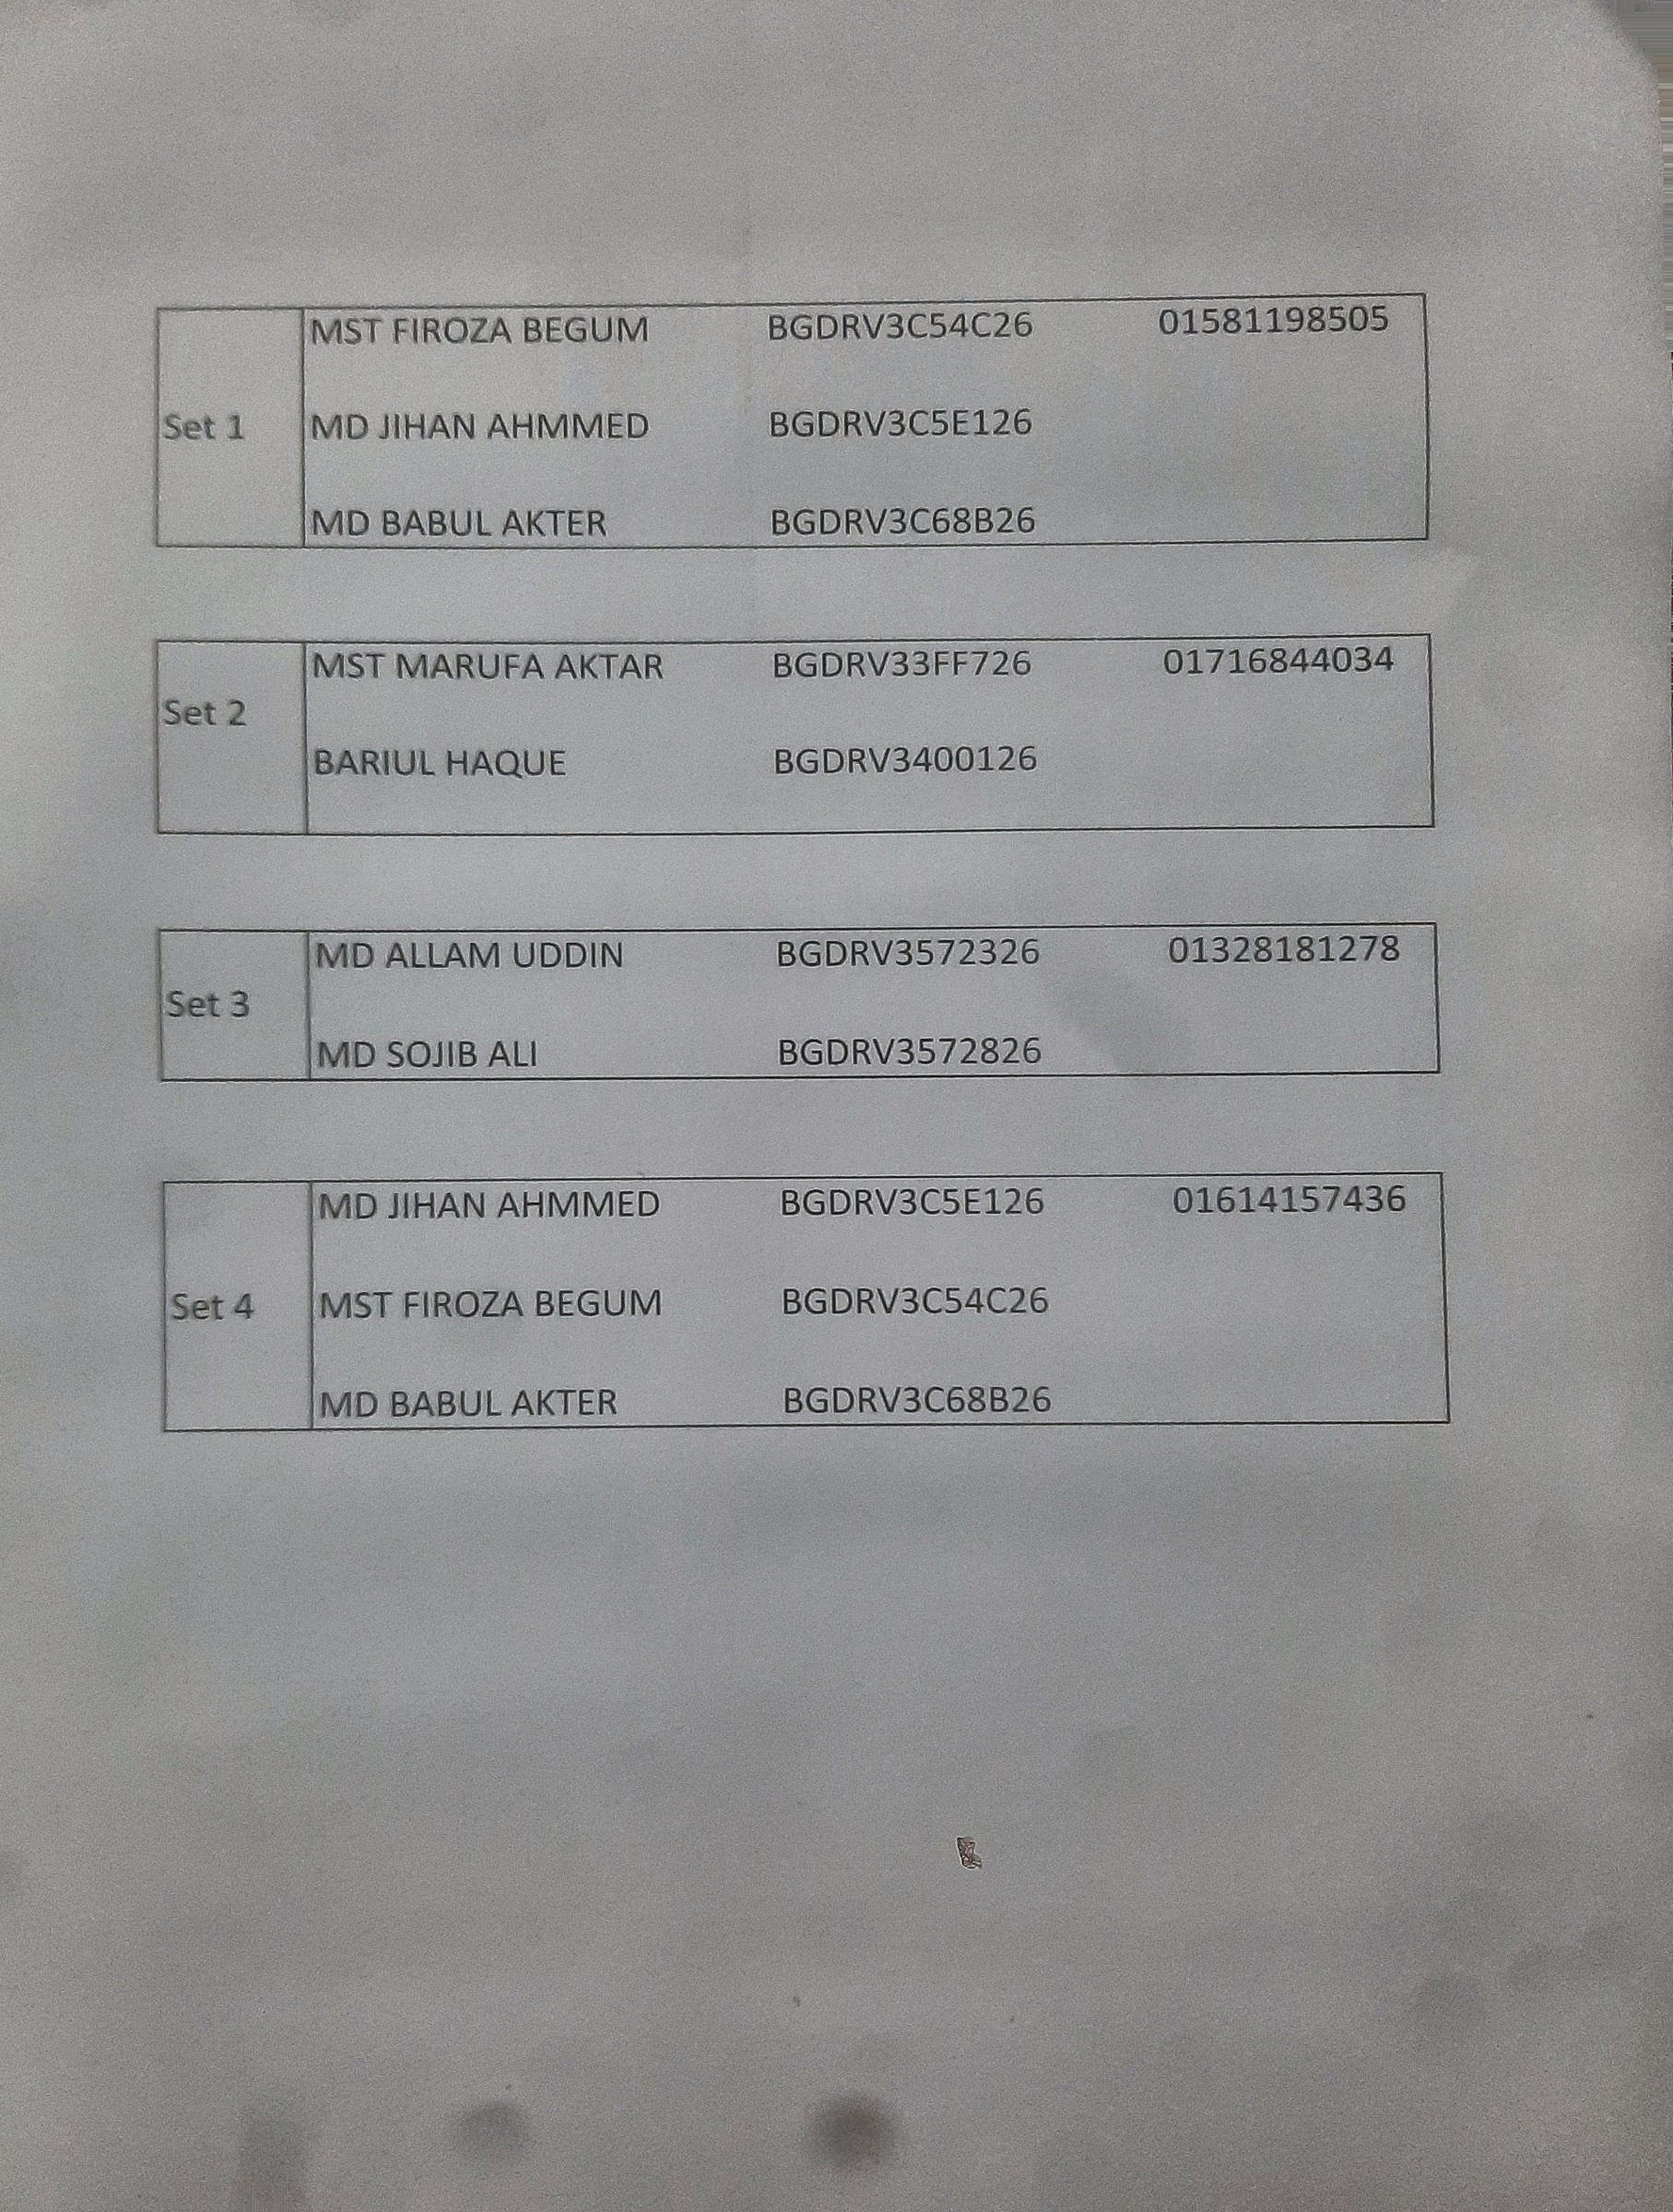 MST FIROZA BEGUM BGDRV3C54C26 01581198505
Set 1 MD JIHAN AHMMED BGDRV3C5E126
MD BABUL AKTER BGDRV3C68B26
MST MARUFA AKTAR BGDRV33FF726 01716844034
Set 2
BARIUL HAQUE BGDRV3400126
MD ALLAM UDDIN BGDRV3572326 01328181278
Set 3
MD SOJIB ALI BGDRV3572826
MD JIHAN AHMMED BGDRV3C5E126 01614157436
Set 4 MST FIROZA BEGUM BGDRV3C54C26
MD BABUL AKTER BGDRV3C68B26